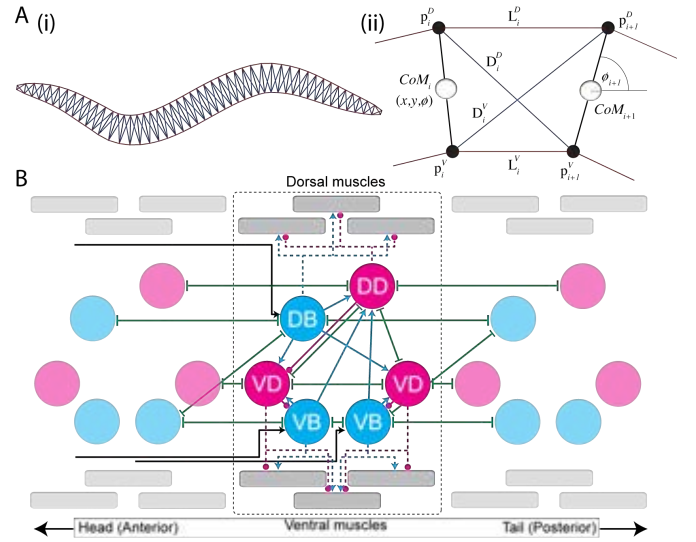 A (i)
(ii)
p_i^D
L_i^D
p_{i+1}^D
D_i^D
CoM_i
(x,y,ø)
ϕ_{i+1}
D_i^V
CoM_{i+1}
p_i^V
L_i^V
p_{i+1}^V
B
Dorsal muscles
DD
DB
VD
VD
VB
VB
Head (Anterior)
Ventral muscles
Tail (Posterior)